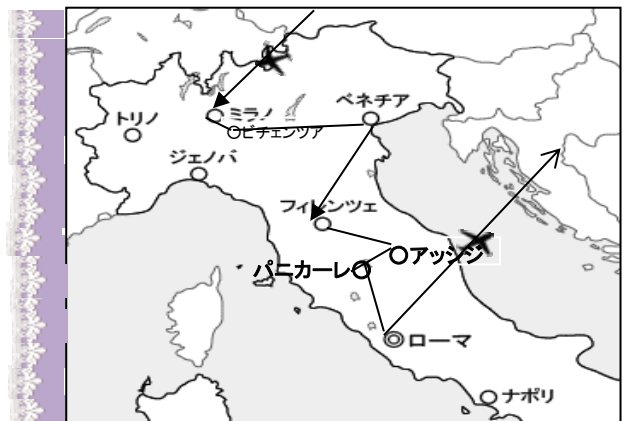 ベネチア
ミラノ
トリノ
ビチェンツア
ジェノバ
フィレンツェ
アッシジ
パニカーレ
ローマ
ナポリ